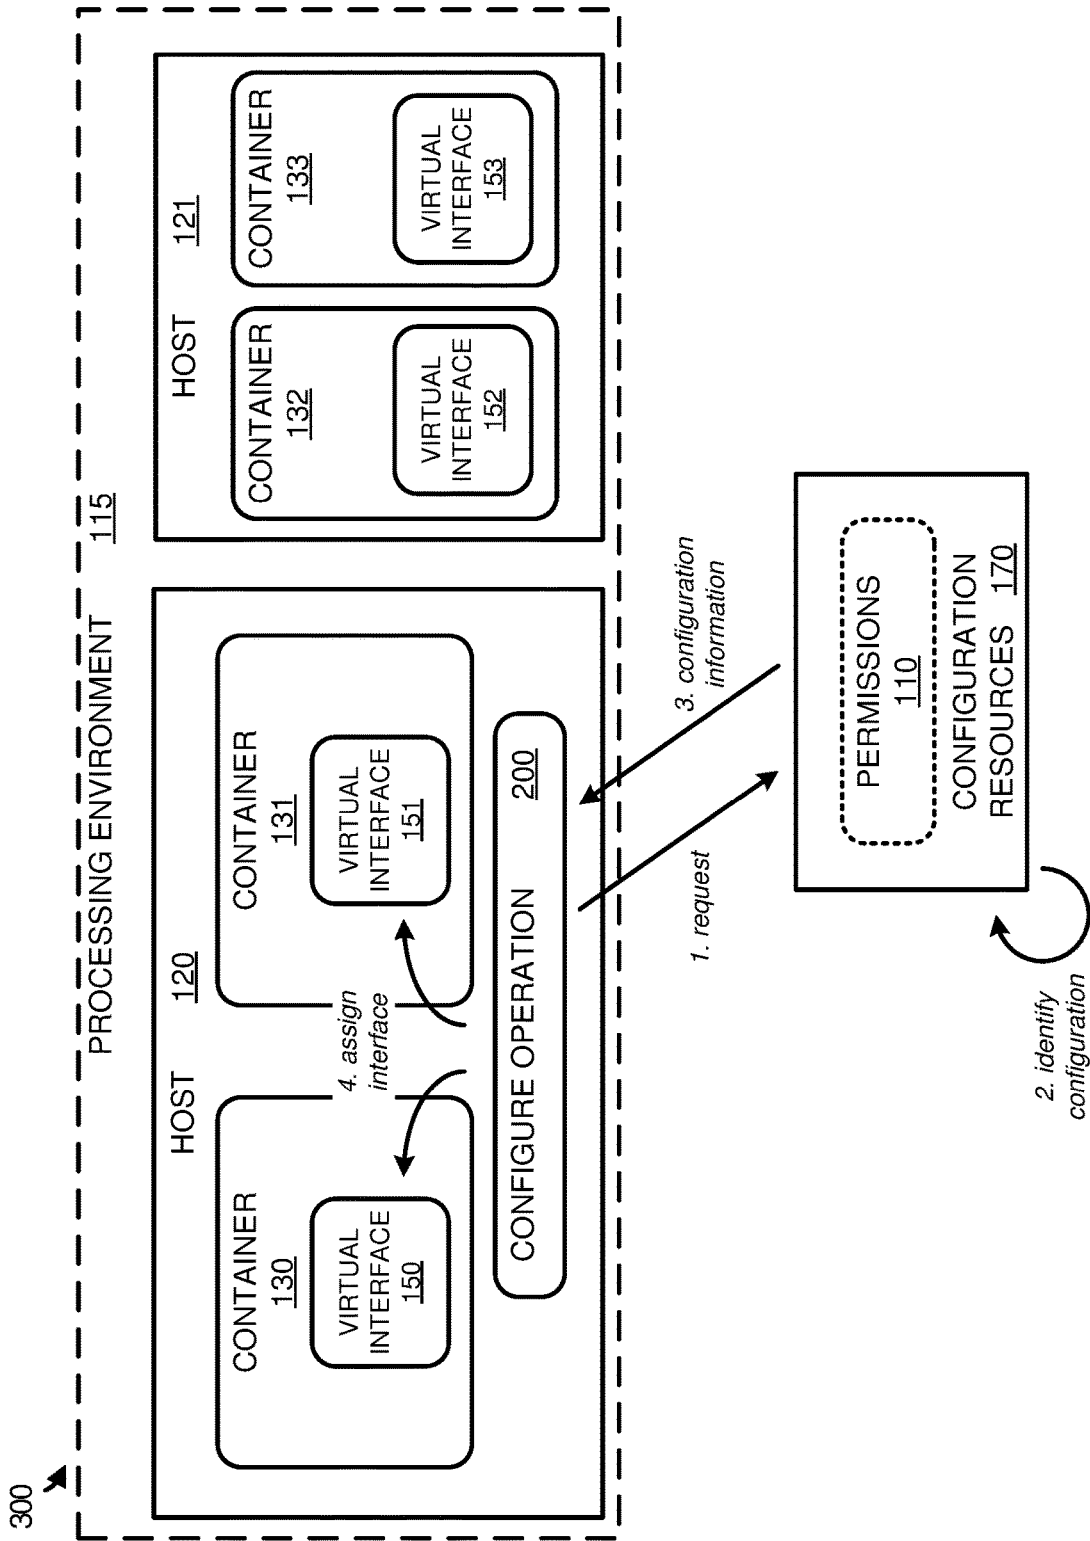 300
PROCESSING ENVIRONMENT
115
HOST
120
CONTAINER
130
VIRTUAL
INTERFACE
150
4. assign
interface
CONTAINER
131
VIRTUAL
INTERFACE
151
CONFIGURE OPERATION
200
HOST
121
CONTAINER
132
VIRTUAL
INTERFACE
152
CONTAINER
133
VIRTUAL
INTERFACE
153
1. request
3. configuration
information
2. identify
configuration
PERMISSIONS
110
CONFIGURATION
RESOURCES 170